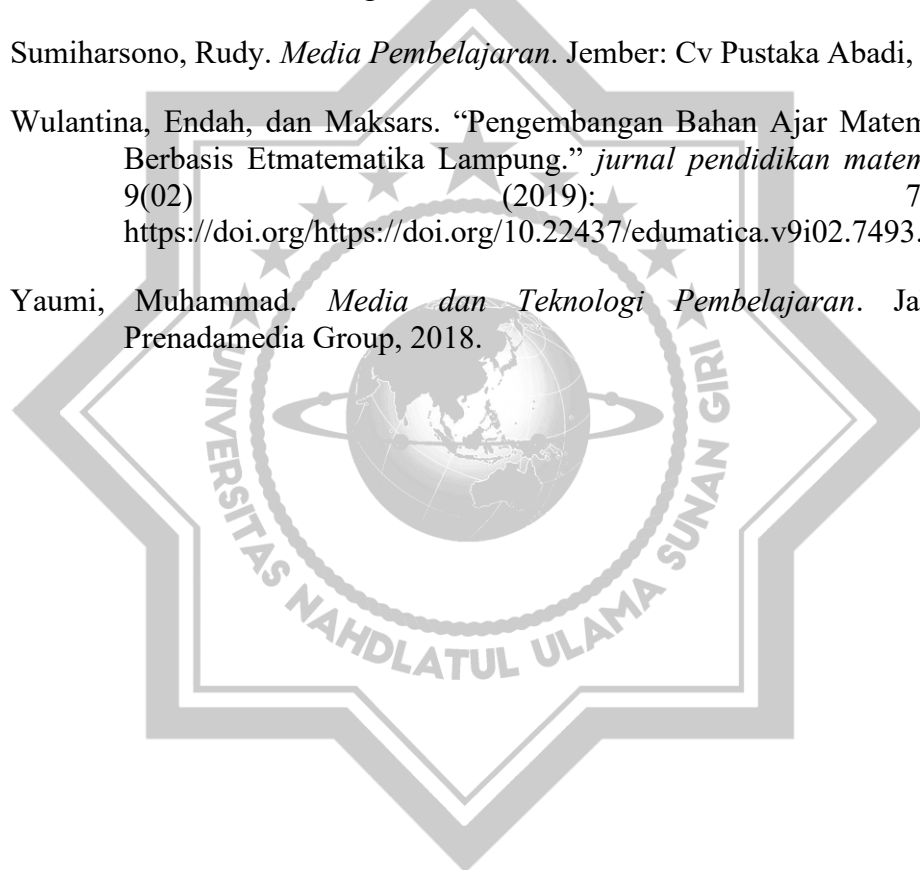 Sumiharsono, Rudy. Media Pembelajaran. Jember: Cv Pustaka Abadi,
Wulantina, Endah, dan Maksars. “Pengembangan Bahan Ajar Matem
Berbasis Etmatematika Lampung.” jurnal pendidikan matem
9(02) (2019): 7
https://doi.org/https://doi.org/10.22437/edumatica.v9i02.7493.
Yaumi, Muhammad. Media dan Teknologi Pembelajaran. Ja
Prenadamedia Group, 2018.
UNIVERSITAS NAHDLATUL ULAMA SUNAN GIRI